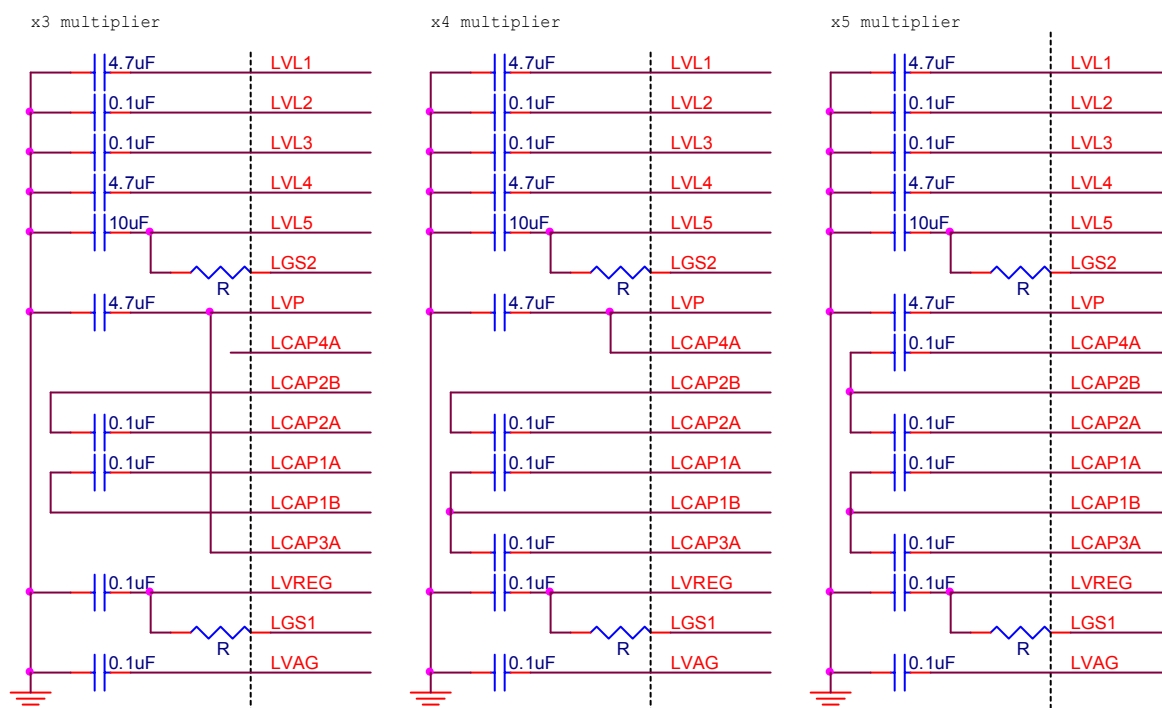 x3 multiplier
4.7uF LVL1
0.1uF LVL2
0.1uF LVL3
4.7uF LVL4
10uF LVL5
LGS2
R
4.7uF LVP
LCAP4A
LCAP2B
0.1uF LCAP2A
0.1uF LCAP1A
LCAP1B
LCAP3A
0.1uF LVREG
LGS1
R
0.1uF LVAG
x4 multiplier
4.7uF LVL1
0.1uF LVL2
0.1uF LVL3
4.7uF LVL4
10uF LVL5
LGS2
R
4.7uF LVP
LCAP4A
LCAP2B
0.1uF LCAP2A
0.1uF LCAP1A
LCAP1B
0.1uF LCAP3A
0.1uF LVREG
LGS1
R
0.1uF LVAG
x5 multiplier
4.7uF LVL1
0.1uF LVL2
0.1uF LVL3
4.7uF LVL4
10uF LVL5
LGS2
R
4.7uF LVP
0.1uF LCAP4A
LCAP2B
0.1uF LCAP2A
0.1uF LCAP1A
LCAP1B
0.1uF LCAP3A
0.1uF LVREG
LGS1
R
0.1uF LVAG